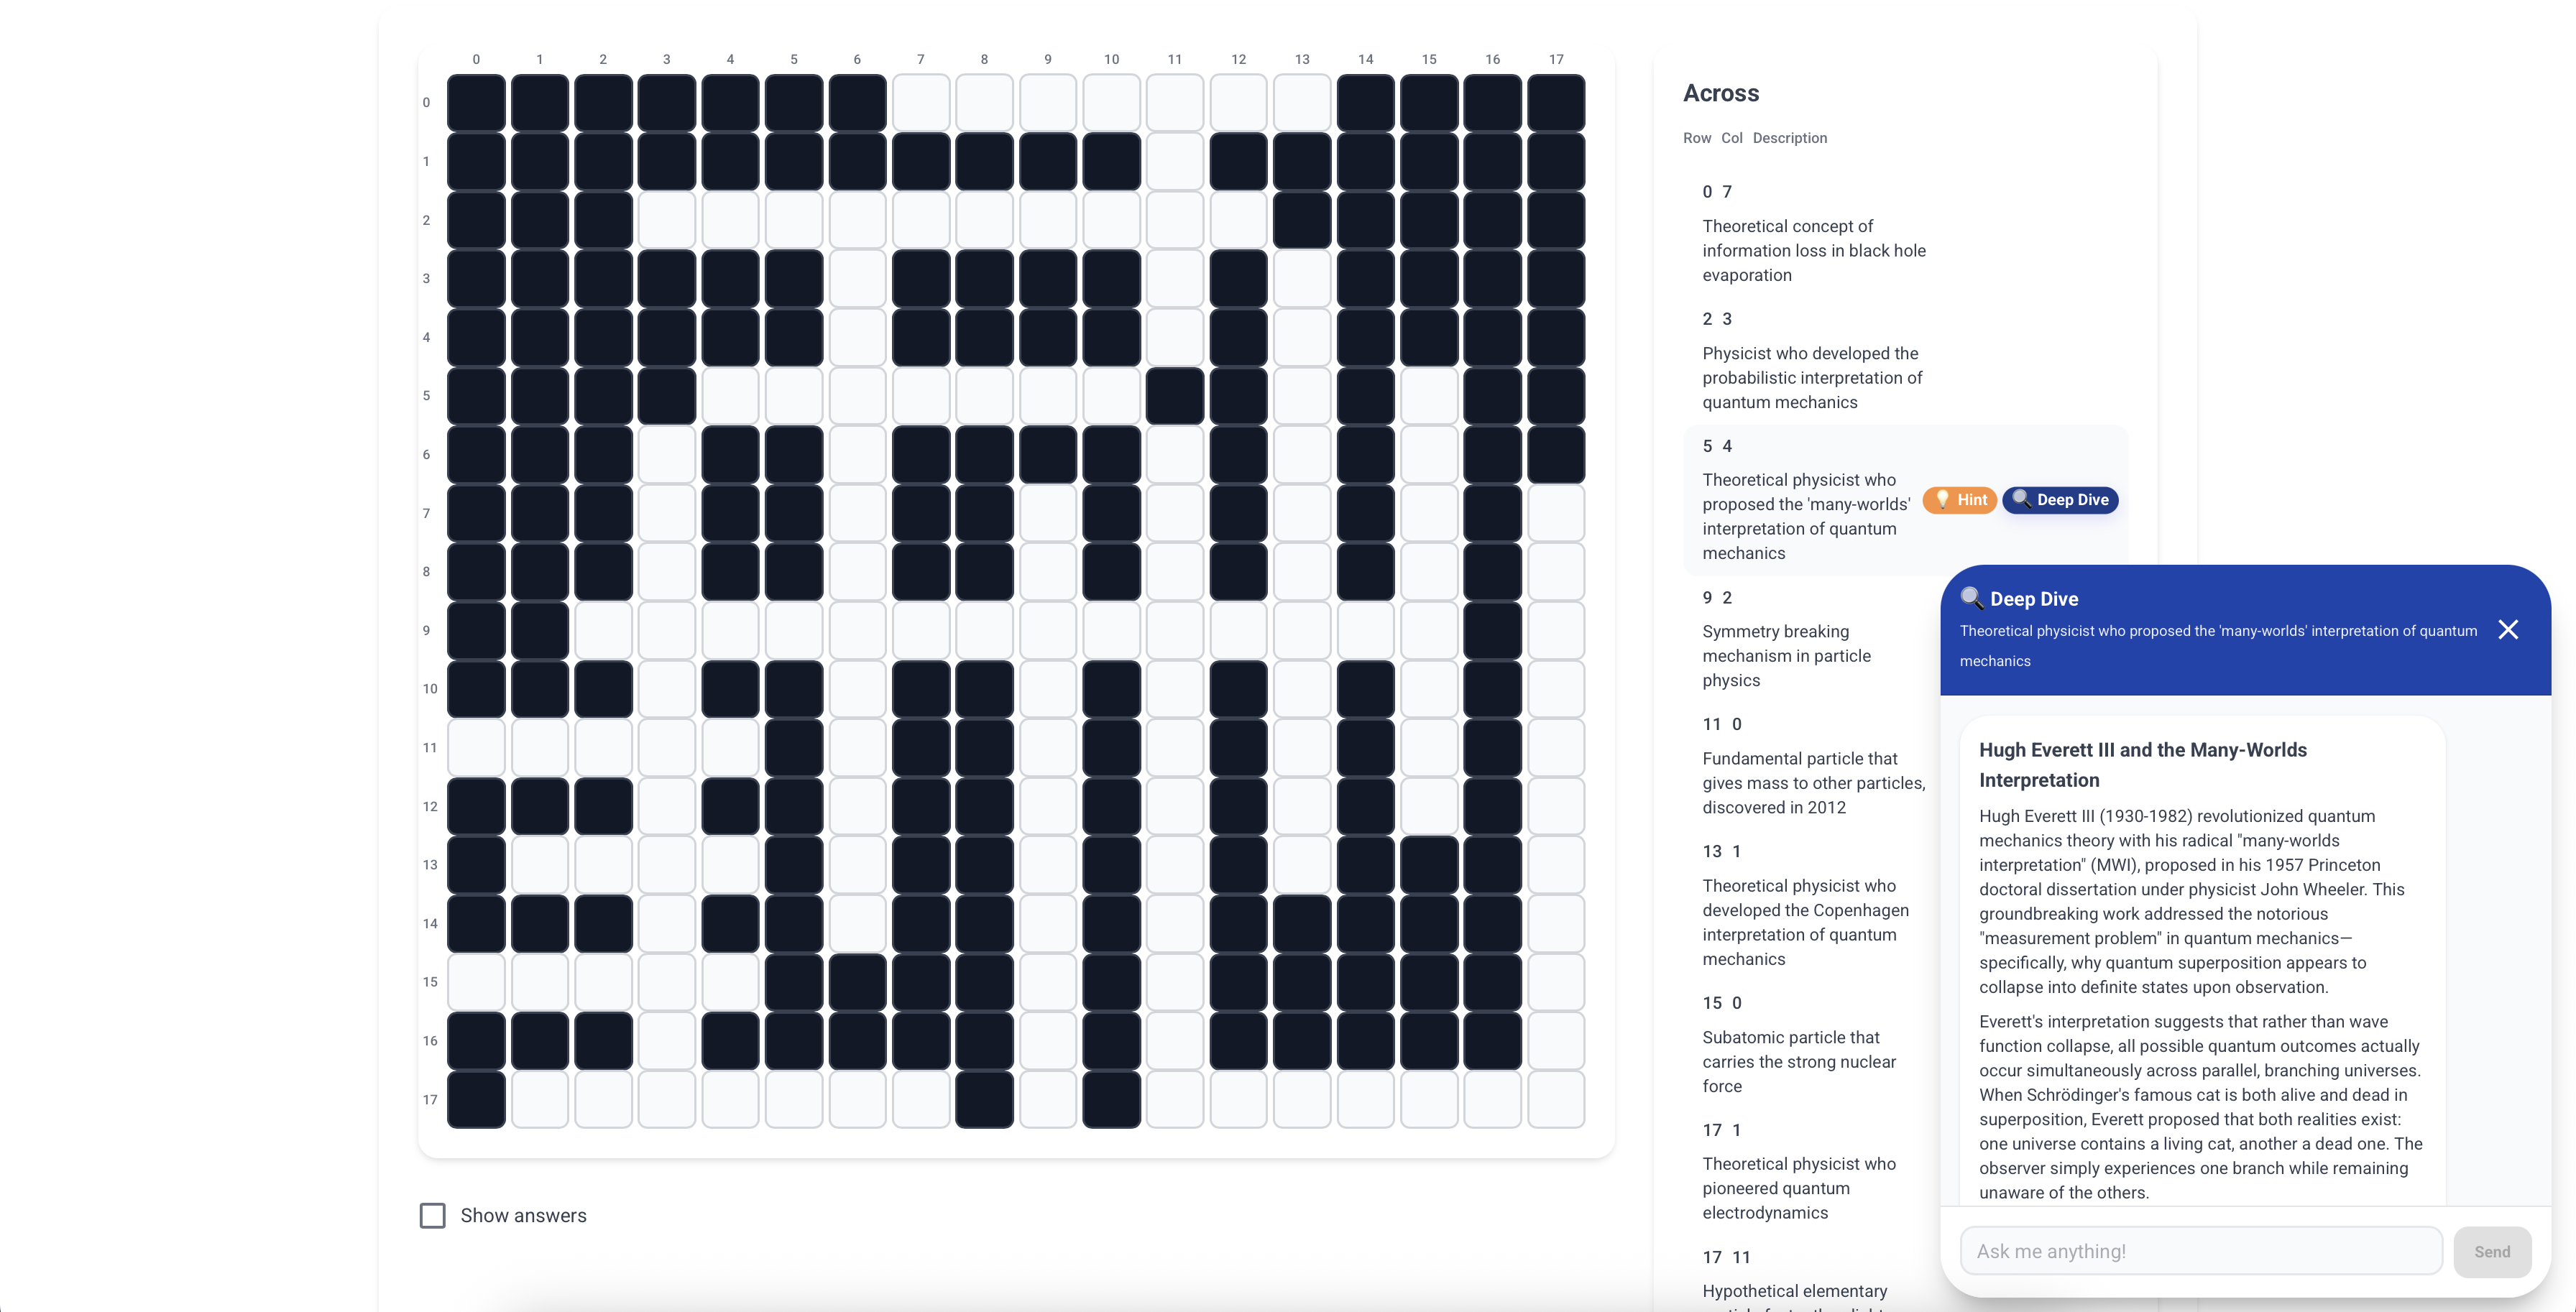 0 1 2 3 4 5 6 7 8 9 10 11 12 13 14 15 16 17
0
1
2
3
4
5
6
7
8
9
10
11
12
13
14
15
16
17
Show answers
Across
Row Col Description
0 7
Theoretical concept of
information loss in black hole
evaporation
2 3
Physicist who developed the
probabilistic interpretation of
quantum mechanics
5 4
Theoretical physicist who
proposed the 'many-worlds'
interpretation of quantum
mechanics
Hint
Deep Dive
9 2
Symmetry breaking
mechanism in particle
physics
11 0
Fundamental particle that
gives mass to other particles,
discovered in 2012
13 1
Theoretical physicist who
developed the Copenhagen
interpretation of quantum
mechanics
15 0
Subatomic particle that
carries the strong nuclear
force
17 1
Theoretical physicist who
pioneered quantum
electrodynamics
17 11
Hypothetical elementary
Deep Dive
Theoretical physicist who proposed the 'many-worlds' interpretation of quantum
mechanics
Hugh Everett III and the Many-Worlds
Interpretation
Hugh Everett III (1930-1982) revolutionized quantum
mechanics theory with his radical "many-worlds
interpretation" (MWI), proposed in his 1957 Princeton
doctoral dissertation under physicist John Wheeler. This
groundbreaking work addressed the notorious
"measurement problem" in quantum mechanics—
specifically, why quantum superposition appears to
collapse into definite states upon observation.
Everett's interpretation suggests that rather than wave
function collapse, all possible quantum outcomes actually
occur simultaneously across parallel, branching universes.
When Schrödinger's famous cat is both alive and dead in
superposition, Everett proposed that both realities exist:
one universe contains a living cat, another a dead one. The
observer simply experiences one branch while remaining
unaware of the others.
Ask me anything!
Send